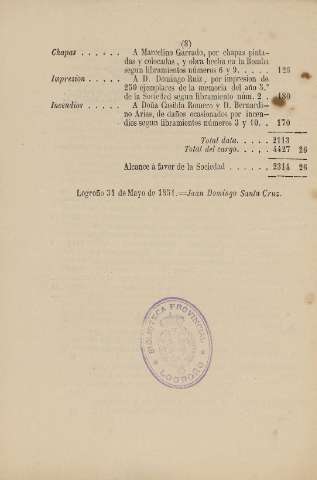 (8)
Chapas . . . . . . A Marcelino Garrado, por chapas pinta-
das y colocadas, y obra hecha en la Bomba
segun libramientos números 6 y 9. . . . . 128
Impresion . . . . . A D. Domingo Ruiz, por impresion de
250 ejemplares de la memoria del año 5.º
de la Sociedad segun libramiento núm. 2 180
Incendios . . . . . A Doña Casilda Romero y D. Bernardi-
no Arias, de daños ocasionados por incen-
dios segun libramientos números 3 y 10. . 170
Total data. . . . . 2113
Total del cargo. . . . . 4427 26
Alcance á favor de la Sociedad . . . . . . 2314 26
Logroño 31 de Mayo de 1851.=Juan Domingo Santa Cruz.
BIBLIOTECA PROVINCIAL
LOGROÑO